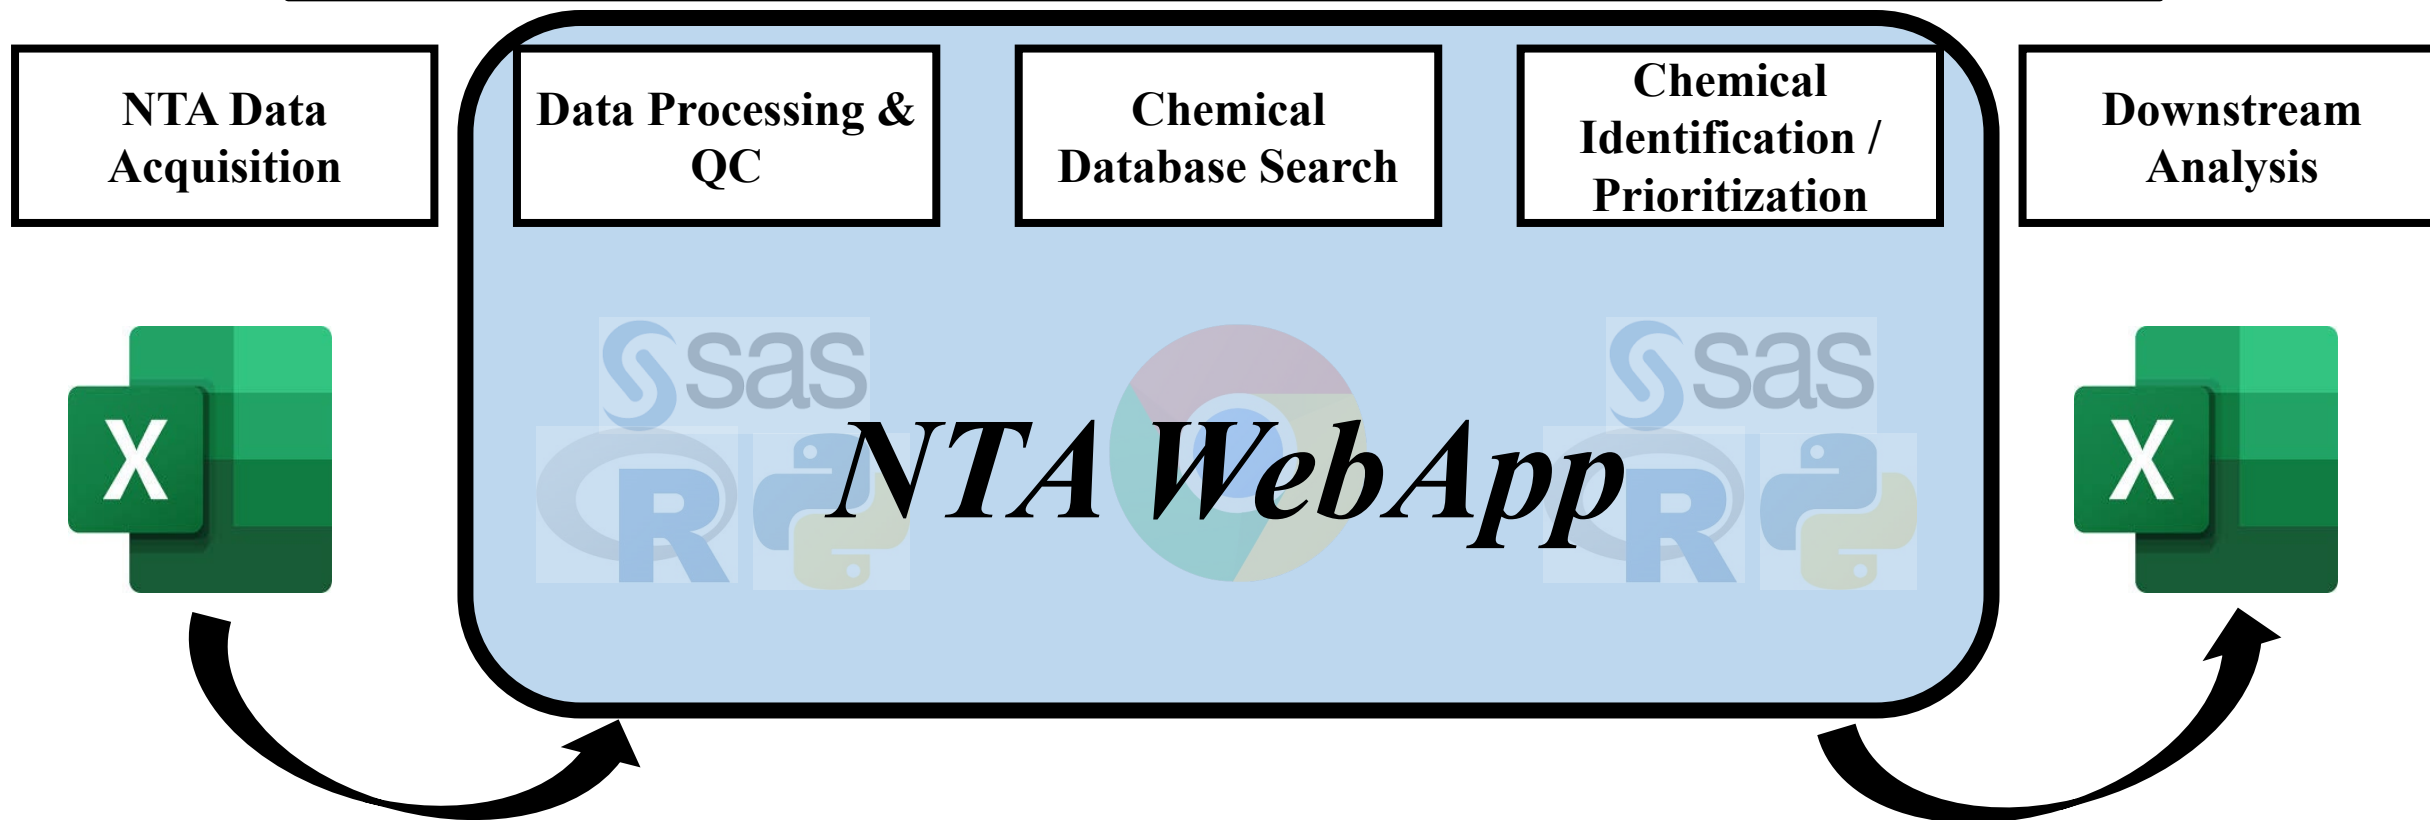 NTA Data
Acquisition
Data Processing &
QC
Chemical
Database Search
Chemical
Identification /
Prioritization
Downstream
Analysis
X
sas
R
NTA WebApp
sas
R
X